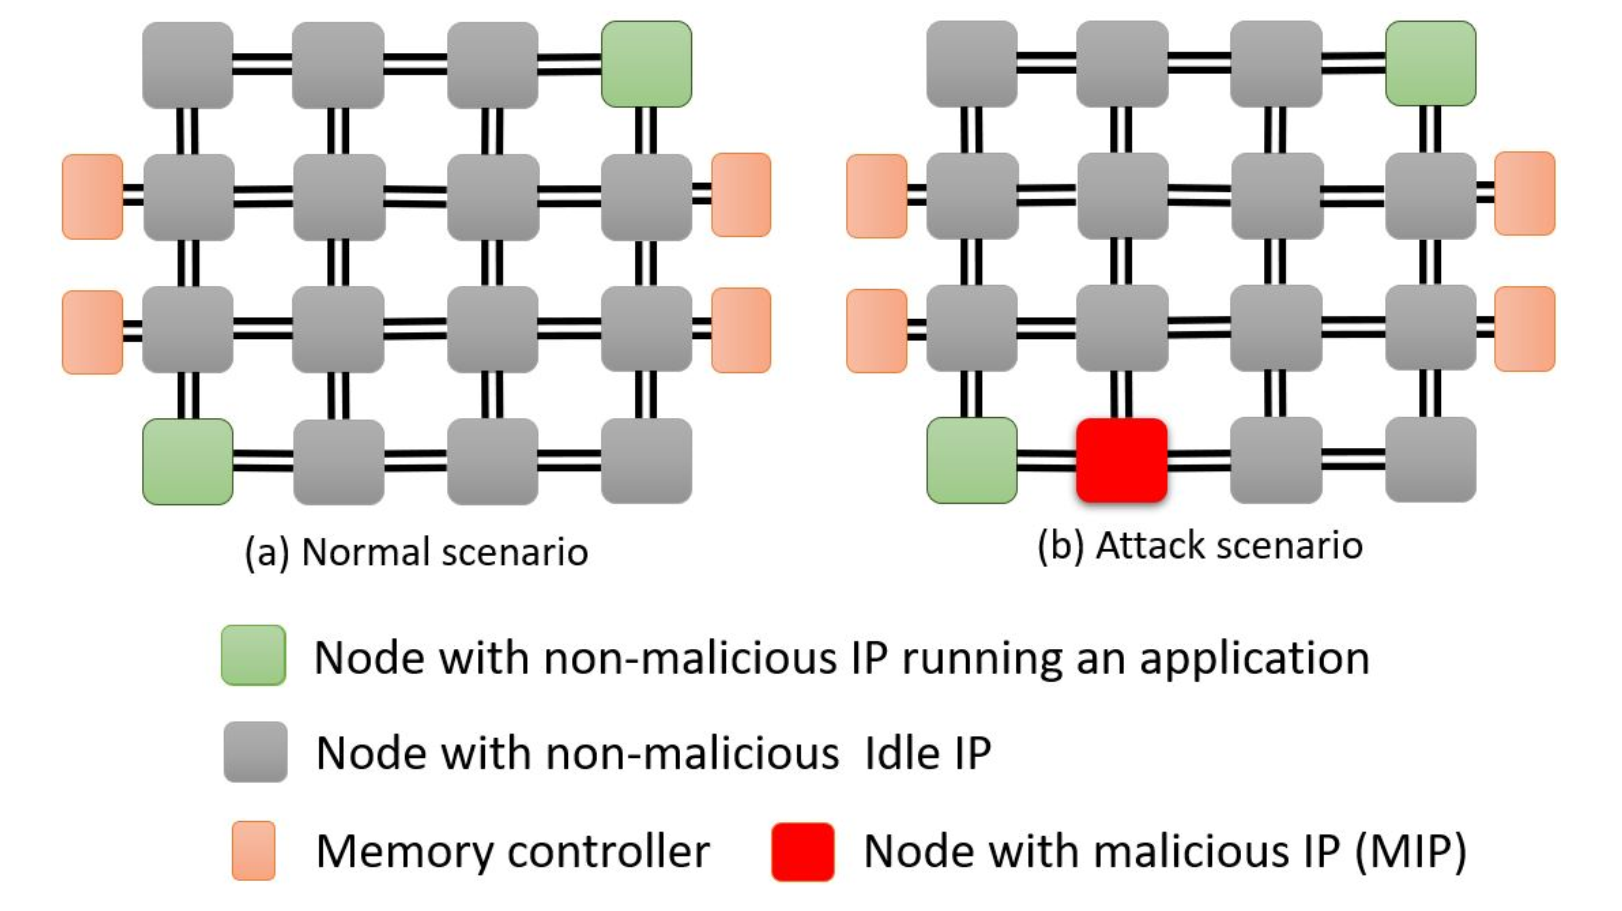 (a) Normal scenario
(b) Attack scenario
Node with non-malicious IP running an application
Node with non-malicious Idle IP
Memory controller
Node with malicious IP (MIP)